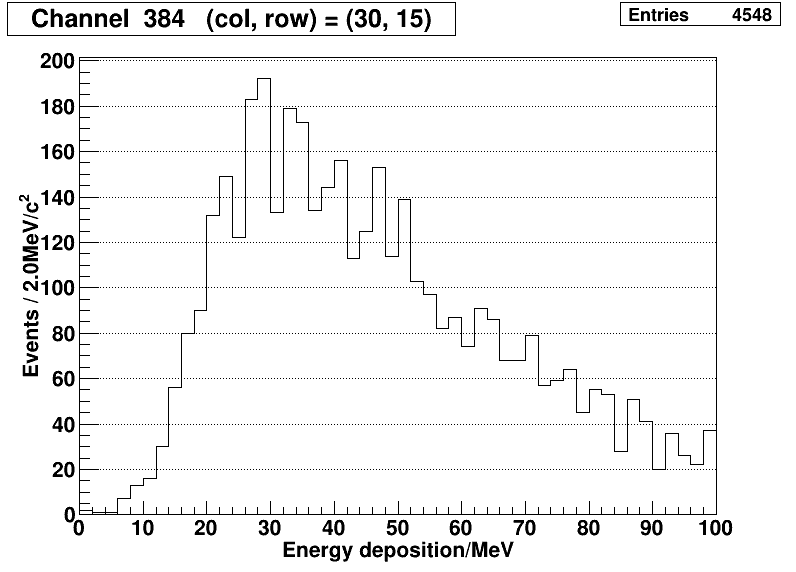 Channel 384 (col, row) = (30, 15)
Entries 4548
200
180
160
140
120
100
80
60
40
20
0
Events / 2.0MeV/c²
0 10 20 30 40 50 60 70 80 90 100
Energy deposition/MeV